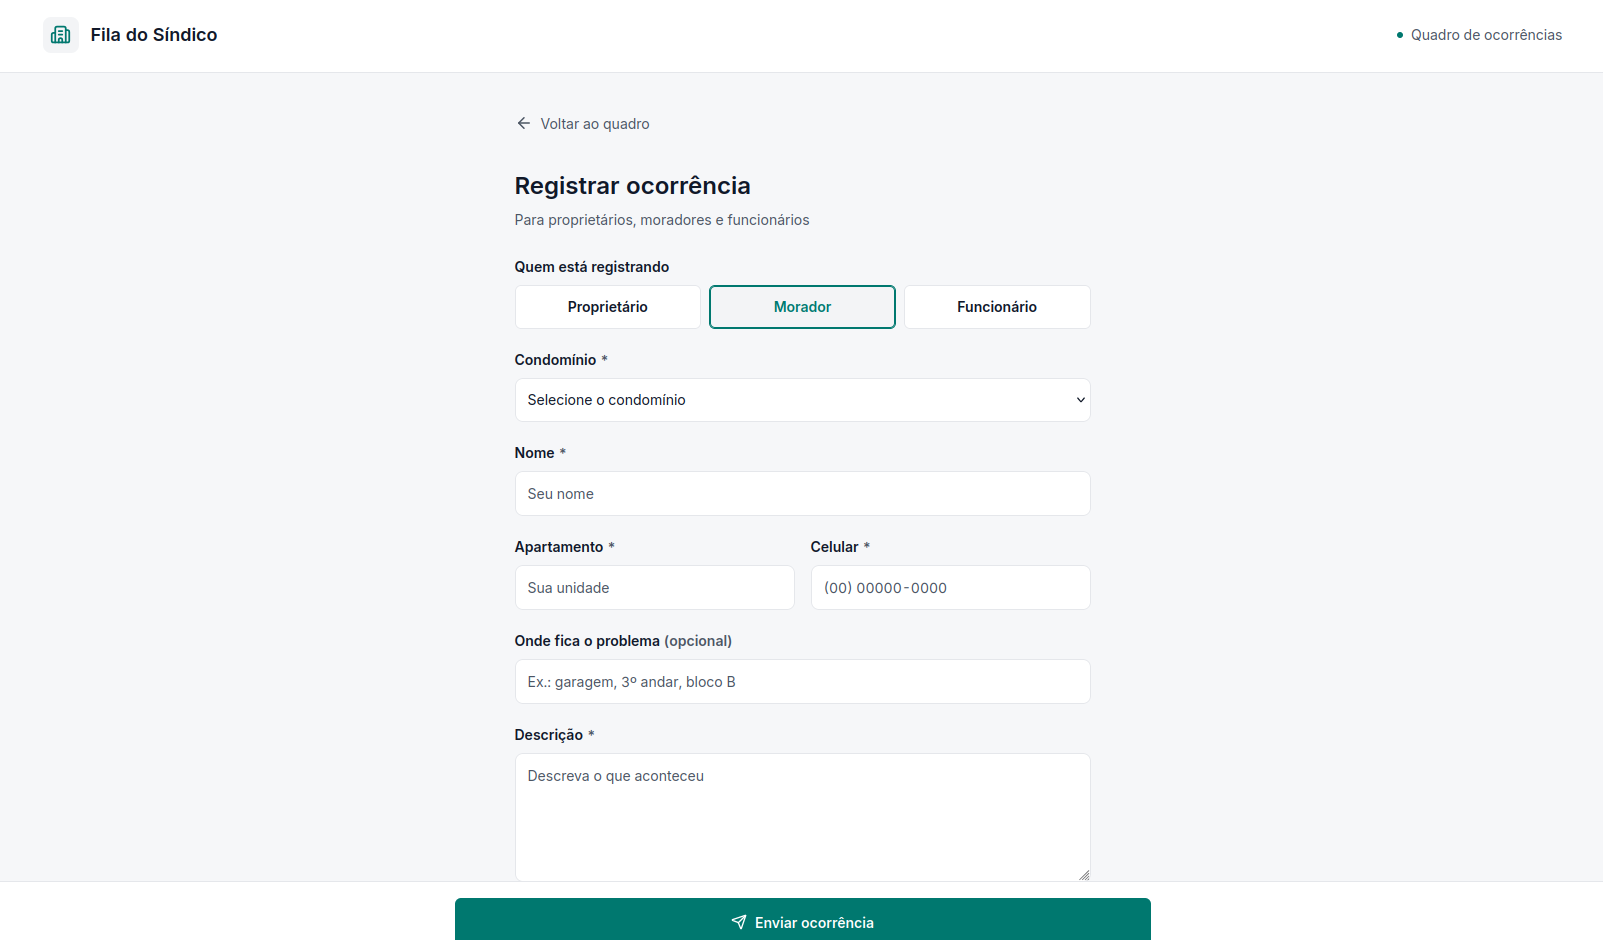 Fila do Síndico
Quadro de ocorrências
Voltar ao quadro
Registrar ocorrência
Para proprietários, moradores e funcionários
Quem está registrando
Proprietário
Morador
Funcionário
Condomínio *
Selecione o condomínio
Nome *
Seu nome
Apartamento *
Celular *
Sua unidade
(00) 00000-0000
Onde fica o problema (opcional)
Ex.: garagem, 3º andar, bloco B
Descrição *
Descreva o que aconteceu
Enviar ocorrência